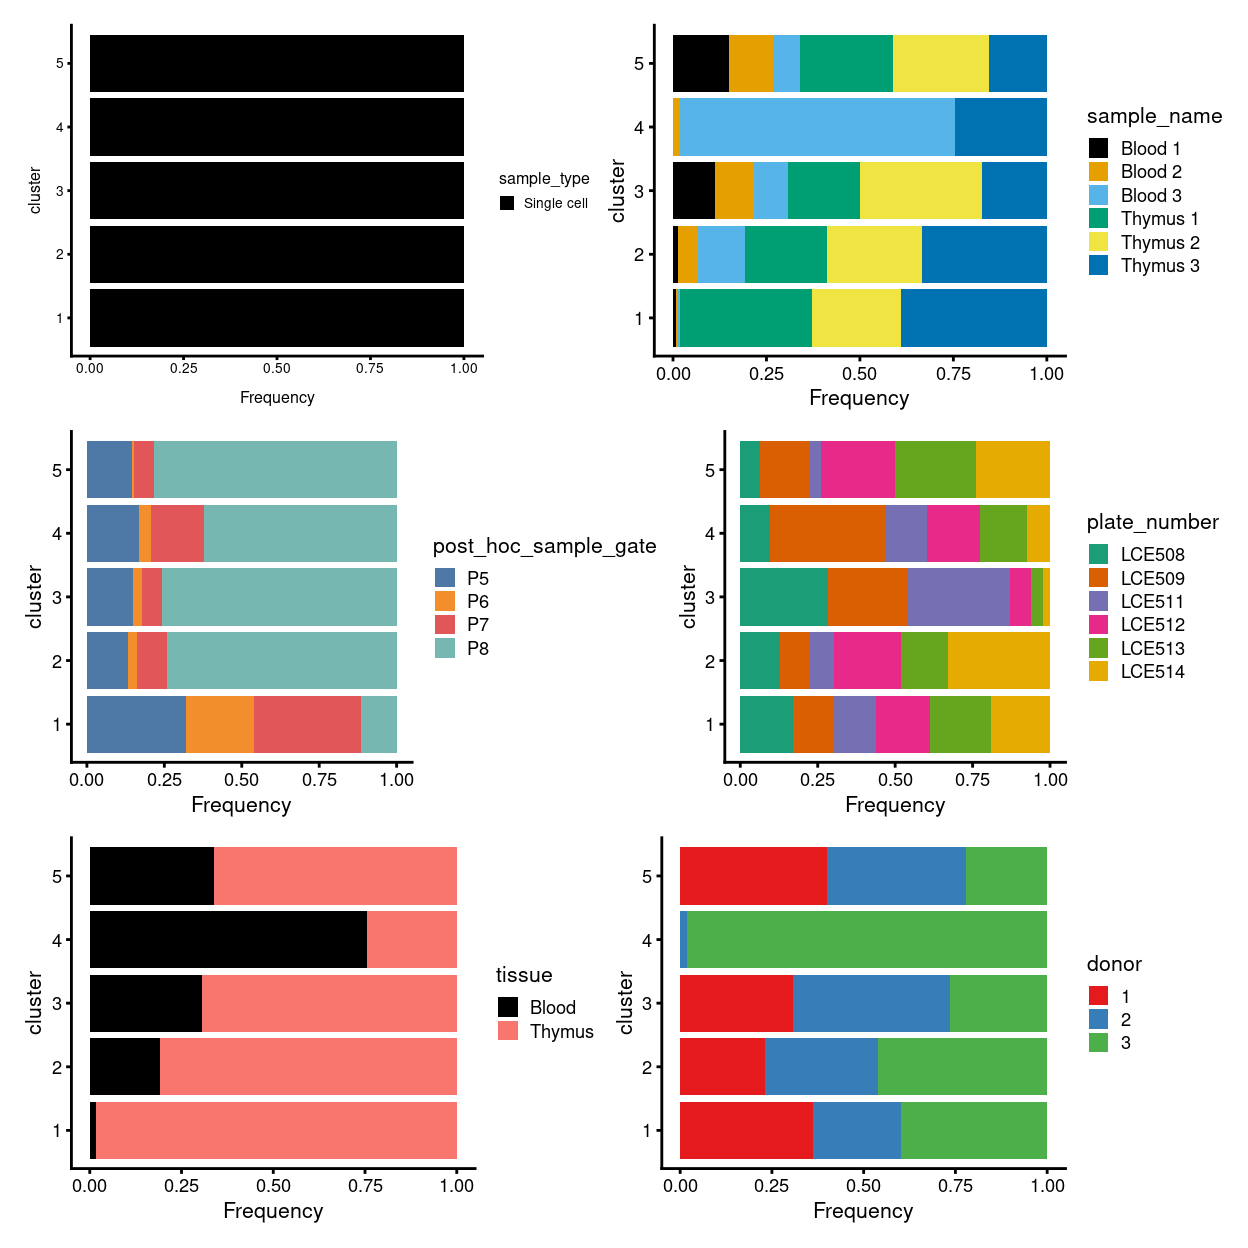 cluster
5
4
3
2
1
0.00 0.25 0.50 0.75 1.00
Frequency
sample_type
Single cell
cluster
5
4
3
2
1
0.00 0.25 0.50 0.75 1.00
Frequency
sample_name
Blood 1
Blood 2
Blood 3
Thymus 1
Thymus 2
Thymus 3
cluster
5
4
3
2
1
0.00 0.25 0.50 0.75 1.00
Frequency
post_hoc_sample_gate
P5
P6
P7
P8
cluster
5
4
3
2
1
0.00 0.25 0.50 0.75 1.00
Frequency
plate_number
LCE508
LCE509
LCE511
LCE512
LCE513
LCE514
cluster
5
4
3
2
1
0.00 0.25 0.50 0.75 1.00
Frequency
tissue
Blood
Thymus
cluster
5
4
3
2
1
0.00 0.25 0.50 0.75 1.00
Frequency
donor
1
2
3